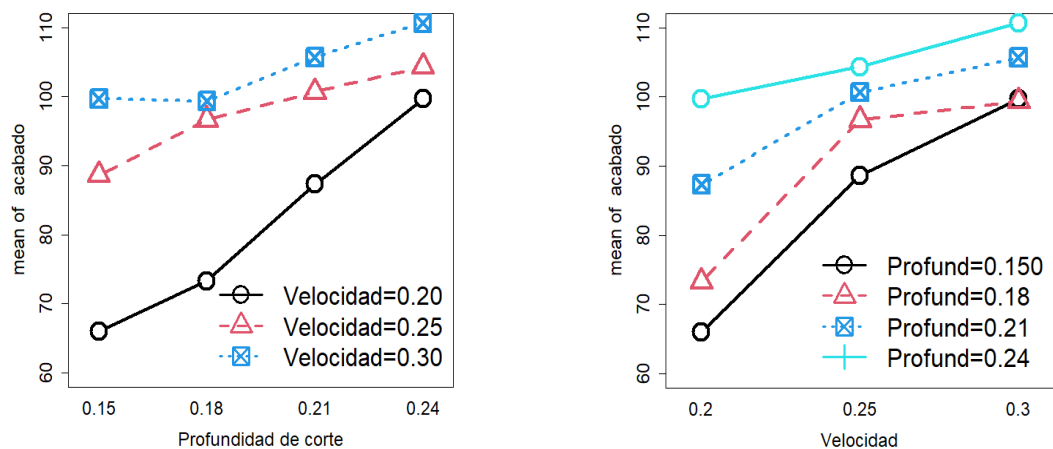 mean of  acabado
60
70
80
90
100
110
Velocidad=0.20
Velocidad=0.25
Velocidad=0.30
0.15 0.18 0.21 0.24
Profundidad de corte
mean of  acabado
60
70
80
90
100
110
Profund=0.150
Profund=0.18
Profund=0.21
Profund=0.24
0.2 0.25 0.3
Velocidad